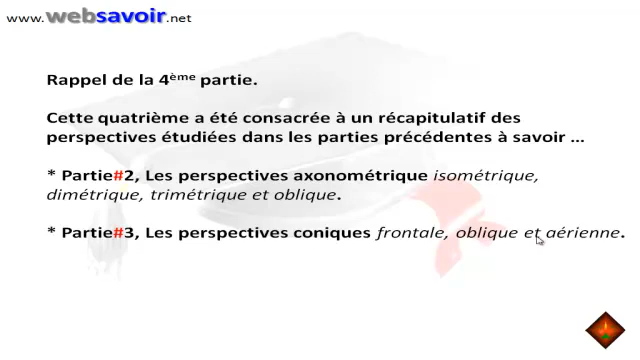 www.websavoir.net
Rappel de la 4ème partie.
Cette quatrième a été consacrée à un récapitulatif des
perspectives étudiées dans les parties précédentes à savoir ...
* Partie#2, Les perspectives axonométrique isométrique,
dimétrique, trimétrique et oblique.
* Partie#3, Les perspectives coniques frontale, oblique et aérienne.